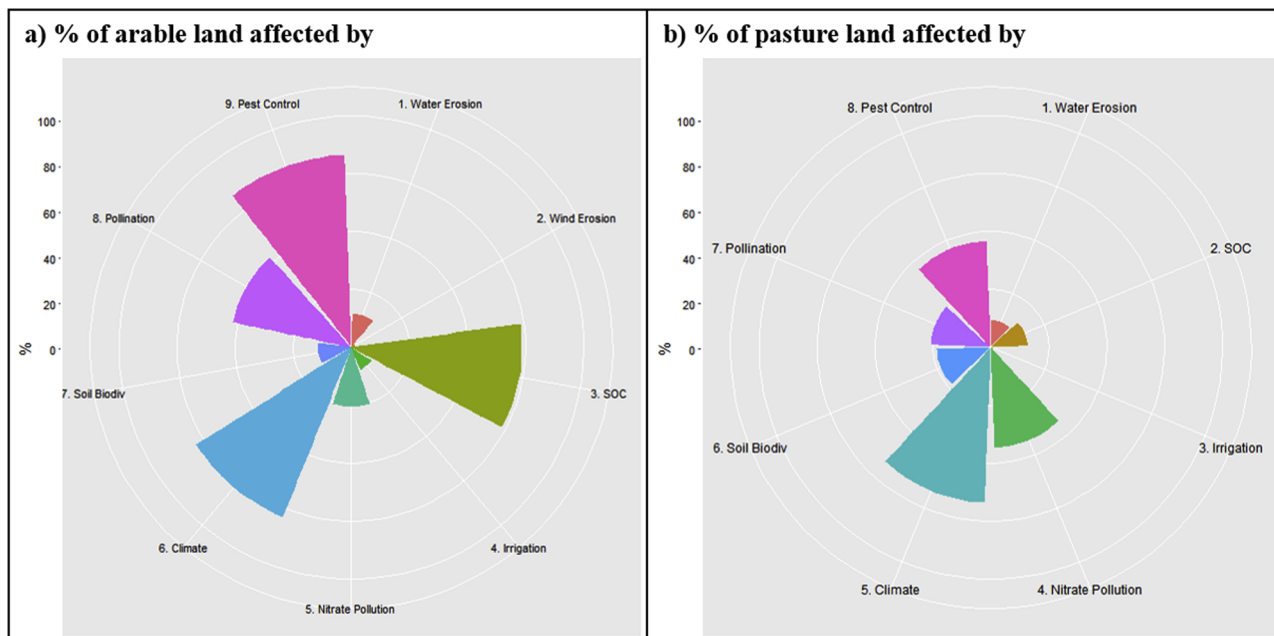 a) % of arable land affected by
9. Pest Control
1. Water Erosion
100
80
8. Pollination
2. Wind Erosion
60
40
20
%
0
7. Soil Biodiv
3. SOC
6. Climate
4. Irrigation
5. Nitrate Pollution
b) % of pasture land affected by
8. Pest Control
1. Water Erosion
100
80
60
7. Pollination
2. SOC
40
20
%
0
6. Soil Biodiv
3. Irrigation
5. Climate
4. Nitrate Pollution